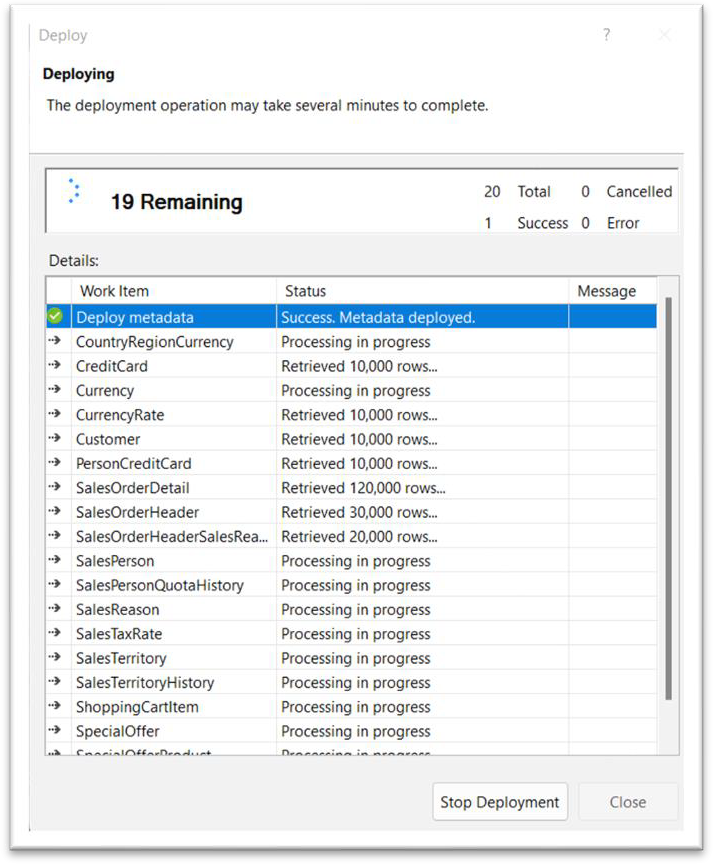 Deploy ?
Deploying
The deployment operation may take several minutes to complete.
19 Remaining
20 Total 0 Cancelled
1 Success 0 Error
Details:
Work Item Status Message
Deploy metadata Success. Metadata deployed.
CountryRegionCurrency Processing in progress
CreditCard Retrieved 10,000 rows...
Currency Processing in progress
CurrencyRate Retrieved 10,000 rows...
Customer Retrieved 10,000 rows...
PersonCreditCard Retrieved 10,000 rows...
SalesOrderDetail Retrieved 120,000 rows...
SalesOrderHeader Retrieved 30,000 rows...
SalesOrderHeaderSalesRea... Retrieved 20,000 rows...
SalesPerson Processing in progress
SalesPersonQuotaHistory Processing in progress
SalesReason Processing in progress
SalesTaxRate Processing in progress
SalesTerritory Processing in progress
SalesTerritoryHistory Processing in progress
ShoppingCartItem Processing in progress
SpecialOffer Processing in progress
SpecialOfferProduct Processing in progress
Stop Deployment Close